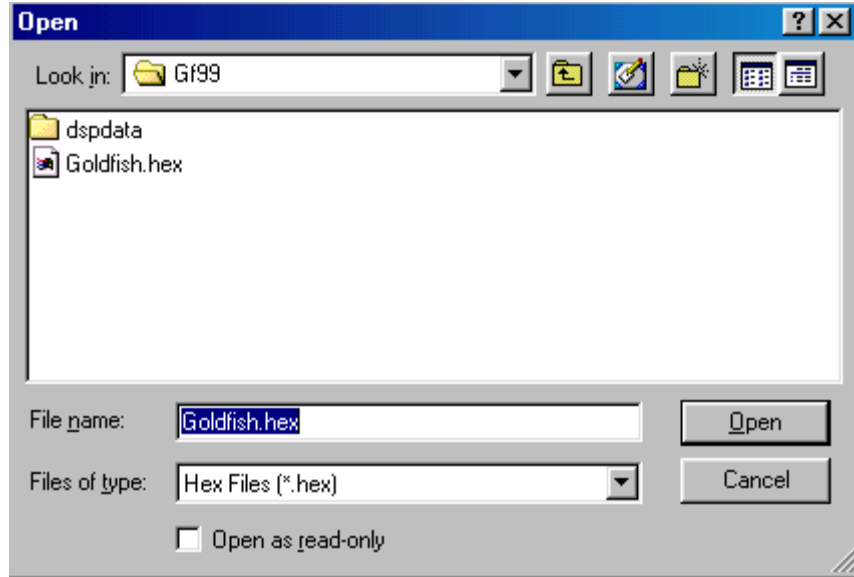 Open
Look in: Gf99
dspdata
Goldfish.hex
File name: Goldfish.hex Open
Files of type: Hex Files (*.hex) Cancel
Open as read-only